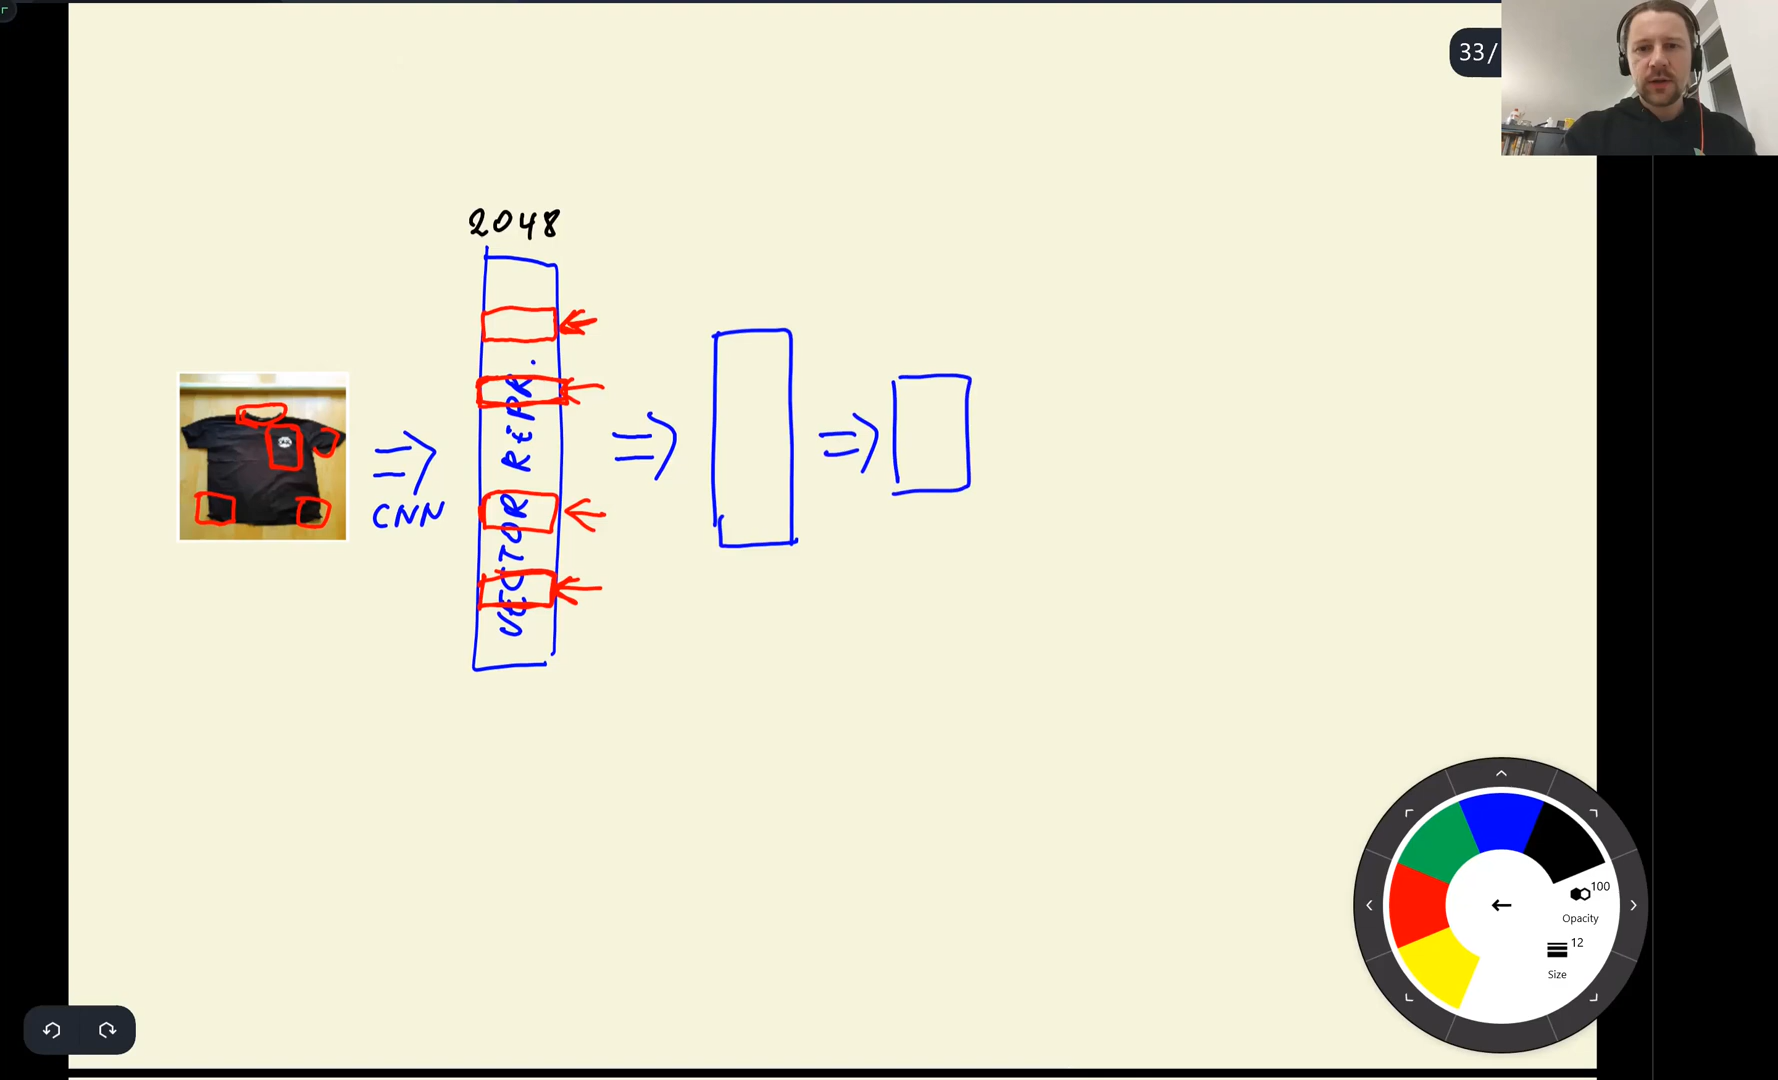 33/
2048
VECTOR REPR.
CNN
100
Opacity
12
Size